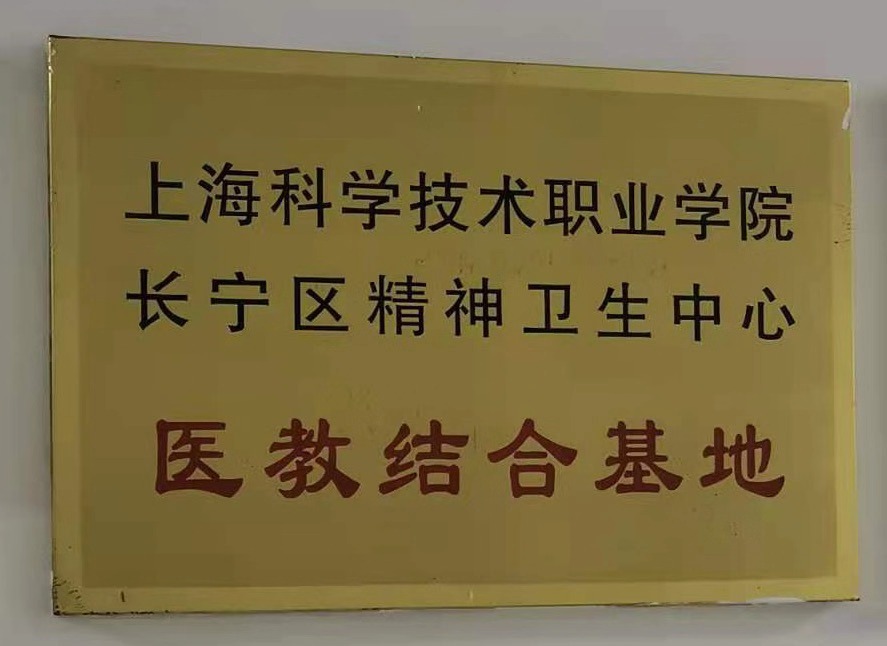 上海科学技术职业学院
长宁区精神卫生中心
医教结合基地